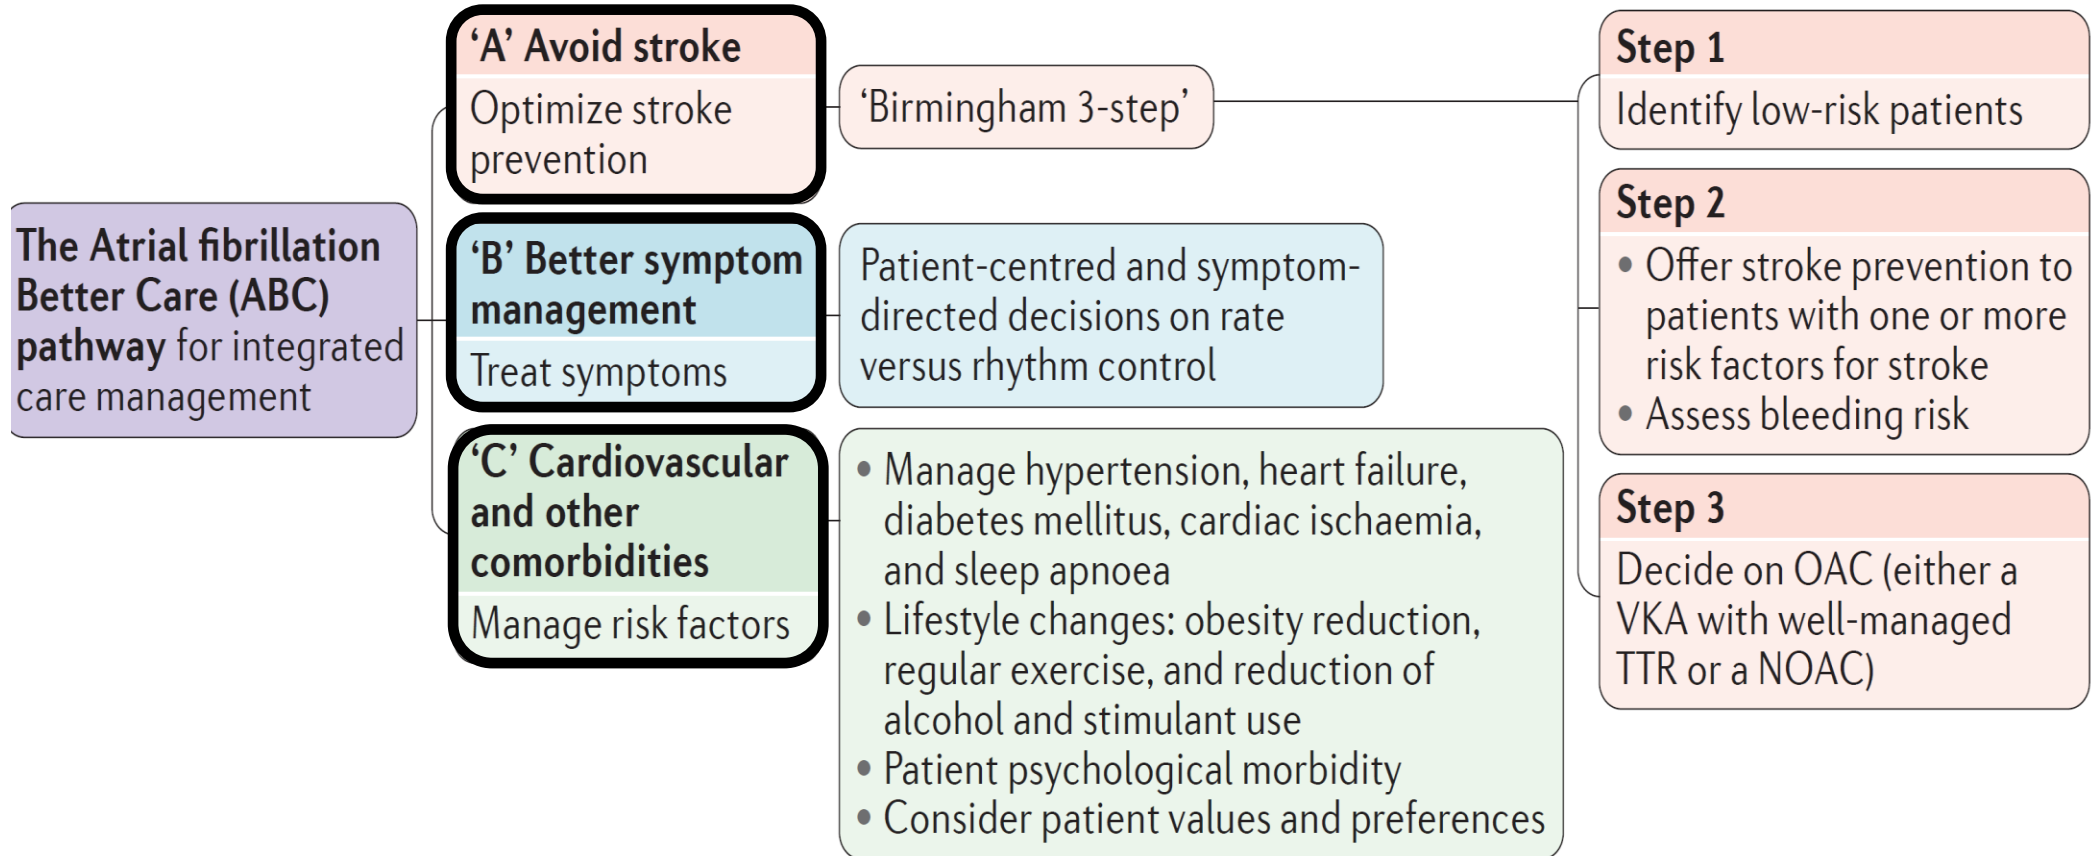 The Atrial fibrillation
Better Care (ABC)
pathway for integrated
care management
‘A’ Avoid stroke
Optimize stroke
prevention
‘Birmingham 3-step’
Step 1
Identify low-risk patients
Step 2
• Offer stroke prevention to
patients with one or more
risk factors for stroke
• Assess bleeding risk
Step 3
Decide on OAC (either a
VKA with well-managed
TTR or a NOAC)
‘B’ Better symptom
management
Treat symptoms
Patient-centred and symptom-
directed decisions on rate
versus rhythm control
‘C’ Cardiovascular
and other
comorbidities
Manage risk factors
• Manage hypertension, heart failure,
diabetes mellitus, cardiac ischaemia,
and sleep apnoea
• Lifestyle changes: obesity reduction,
regular exercise, and reduction of
alcohol and stimulant use
• Patient psychological morbidity
• Consider patient values and preferences